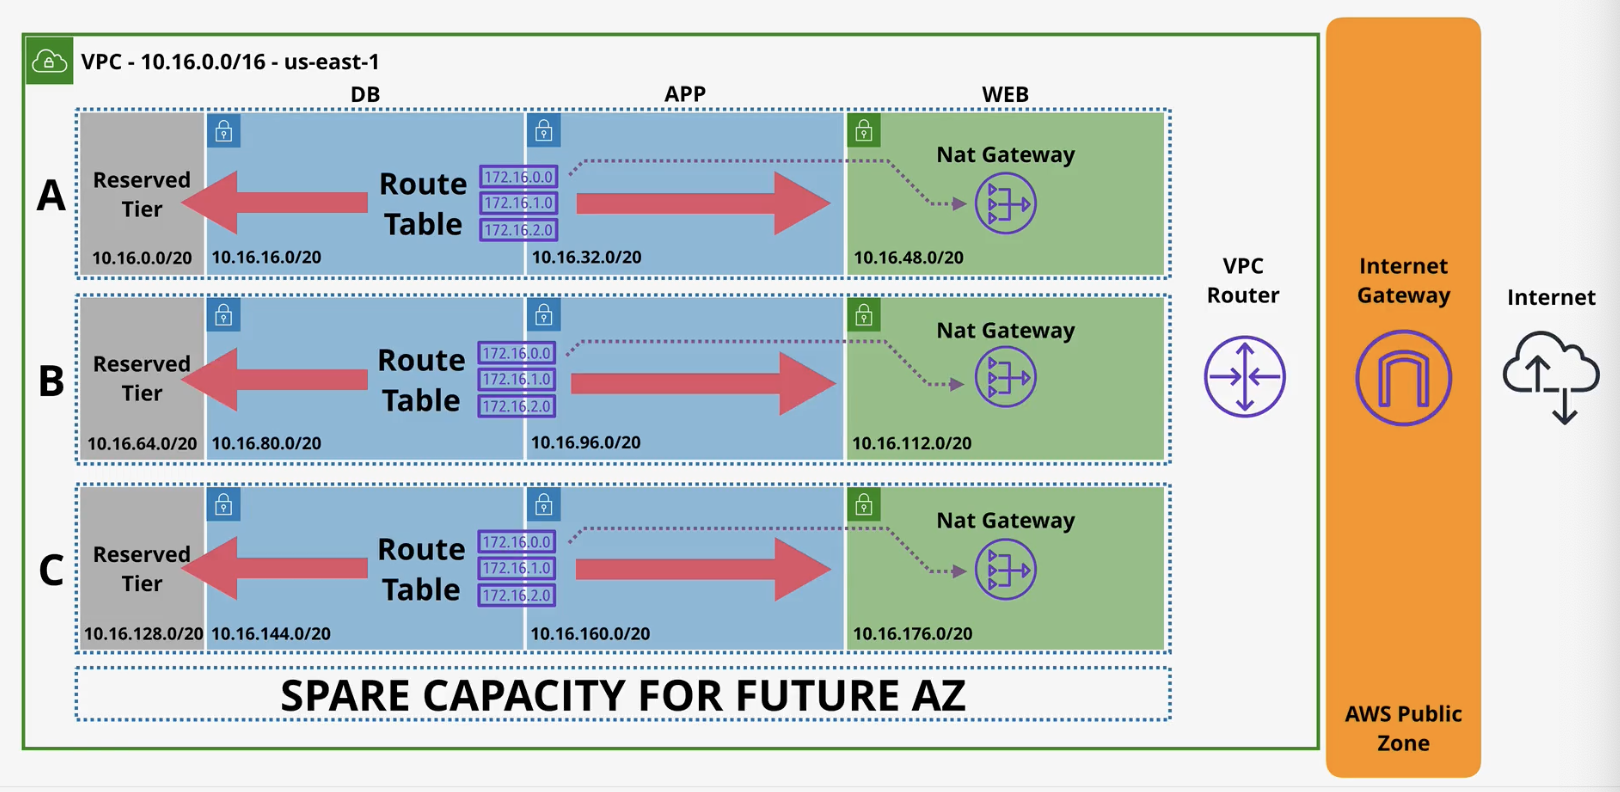 VPC - 10.16.0.0/16 - us-east-1
DB
APP
WEB
A
Reserved
Tier
10.16.0.0/20
Route
Table
172.16.0.0
172.16.1.0
172.16.2.0
10.16.16.0/20
10.16.32.0/20
Nat Gateway
10.16.48.0/20
B
Reserved
Tier
10.16.64.0/20
Route
Table
172.16.0.0
172.16.1.0
172.16.2.0
10.16.80.0/20
10.16.96.0/20
Nat Gateway
10.16.112.0/20
C
Reserved
Tier
10.16.128.0/20
Route
Table
172.16.0.0
172.16.1.0
172.16.2.0
10.16.144.0/20
10.16.160.0/20
Nat Gateway
10.16.176.0/20
SPARE CAPACITY FOR FUTURE AZ
VPC
Router
Internet
Gateway
AWS Public
Zone
Internet